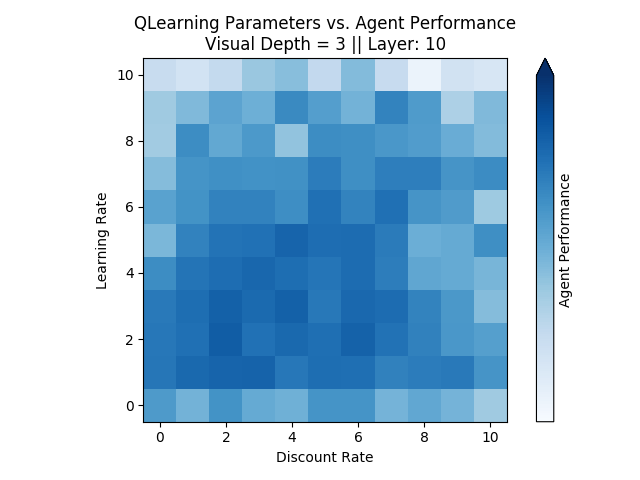 QLearning Parameters vs. Agent Performance
Visual Depth = 3 || Layer: 10
10
8
6
4
2
0
Learning Rate
0 2 4 6 8 10
Discount Rate
Agent Performance